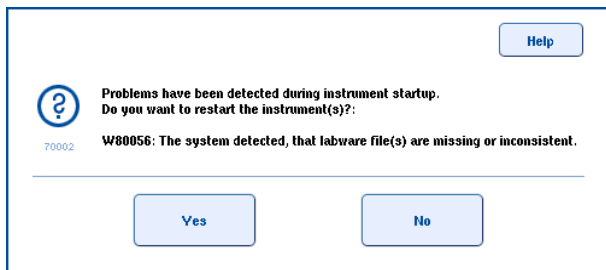 Help
Problems have been detected during instrument startup.
Do you want to restart the instrument(s)?:
70002
W80056: The system detected, that labware file(s) are missing or inconsistent.
Yes
No